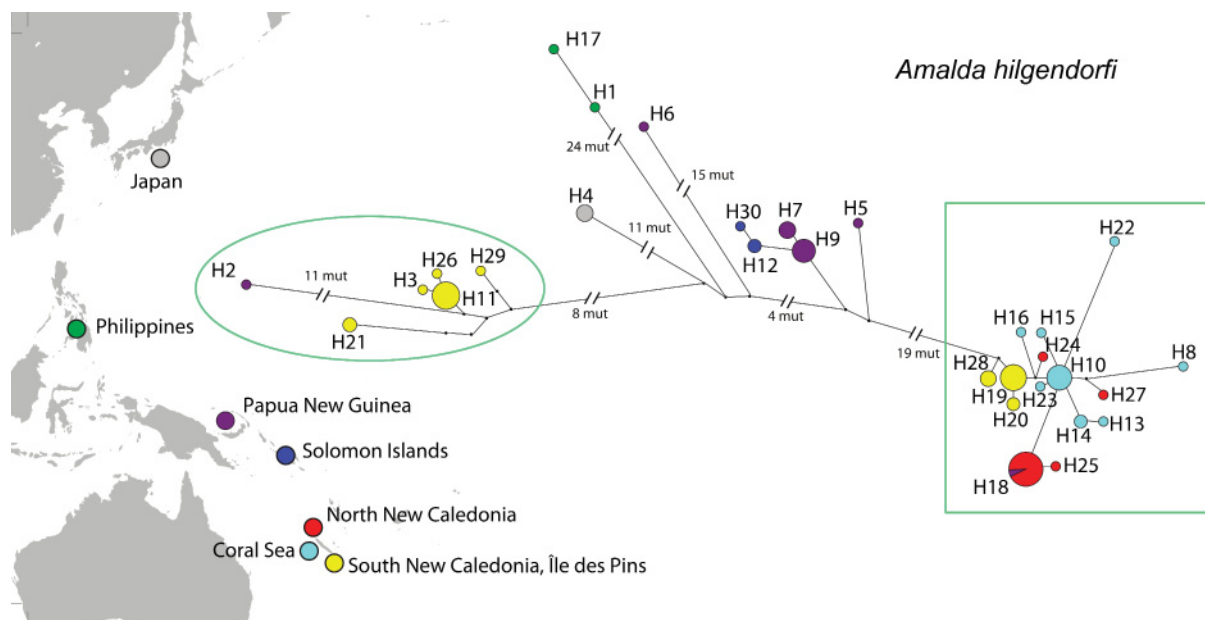 H17
Amalda hilgendorfi
H1
H6
24 mut
15 mut
Japan
H4
H30
H7
H5
H22
11 mut
H9
H12
H26
H29
H2
11 mut
H3
H11
8 mut
4 mut
H21
19 mut
H16
H15
H24
H10
H8
Philippines
H28
H19
H23
H27
H20
H14
H13
Papua New Guinea
Solomon Islands
H18
H25
North New Caledonia
Coral Sea
South New Caledonia, Île des Pins